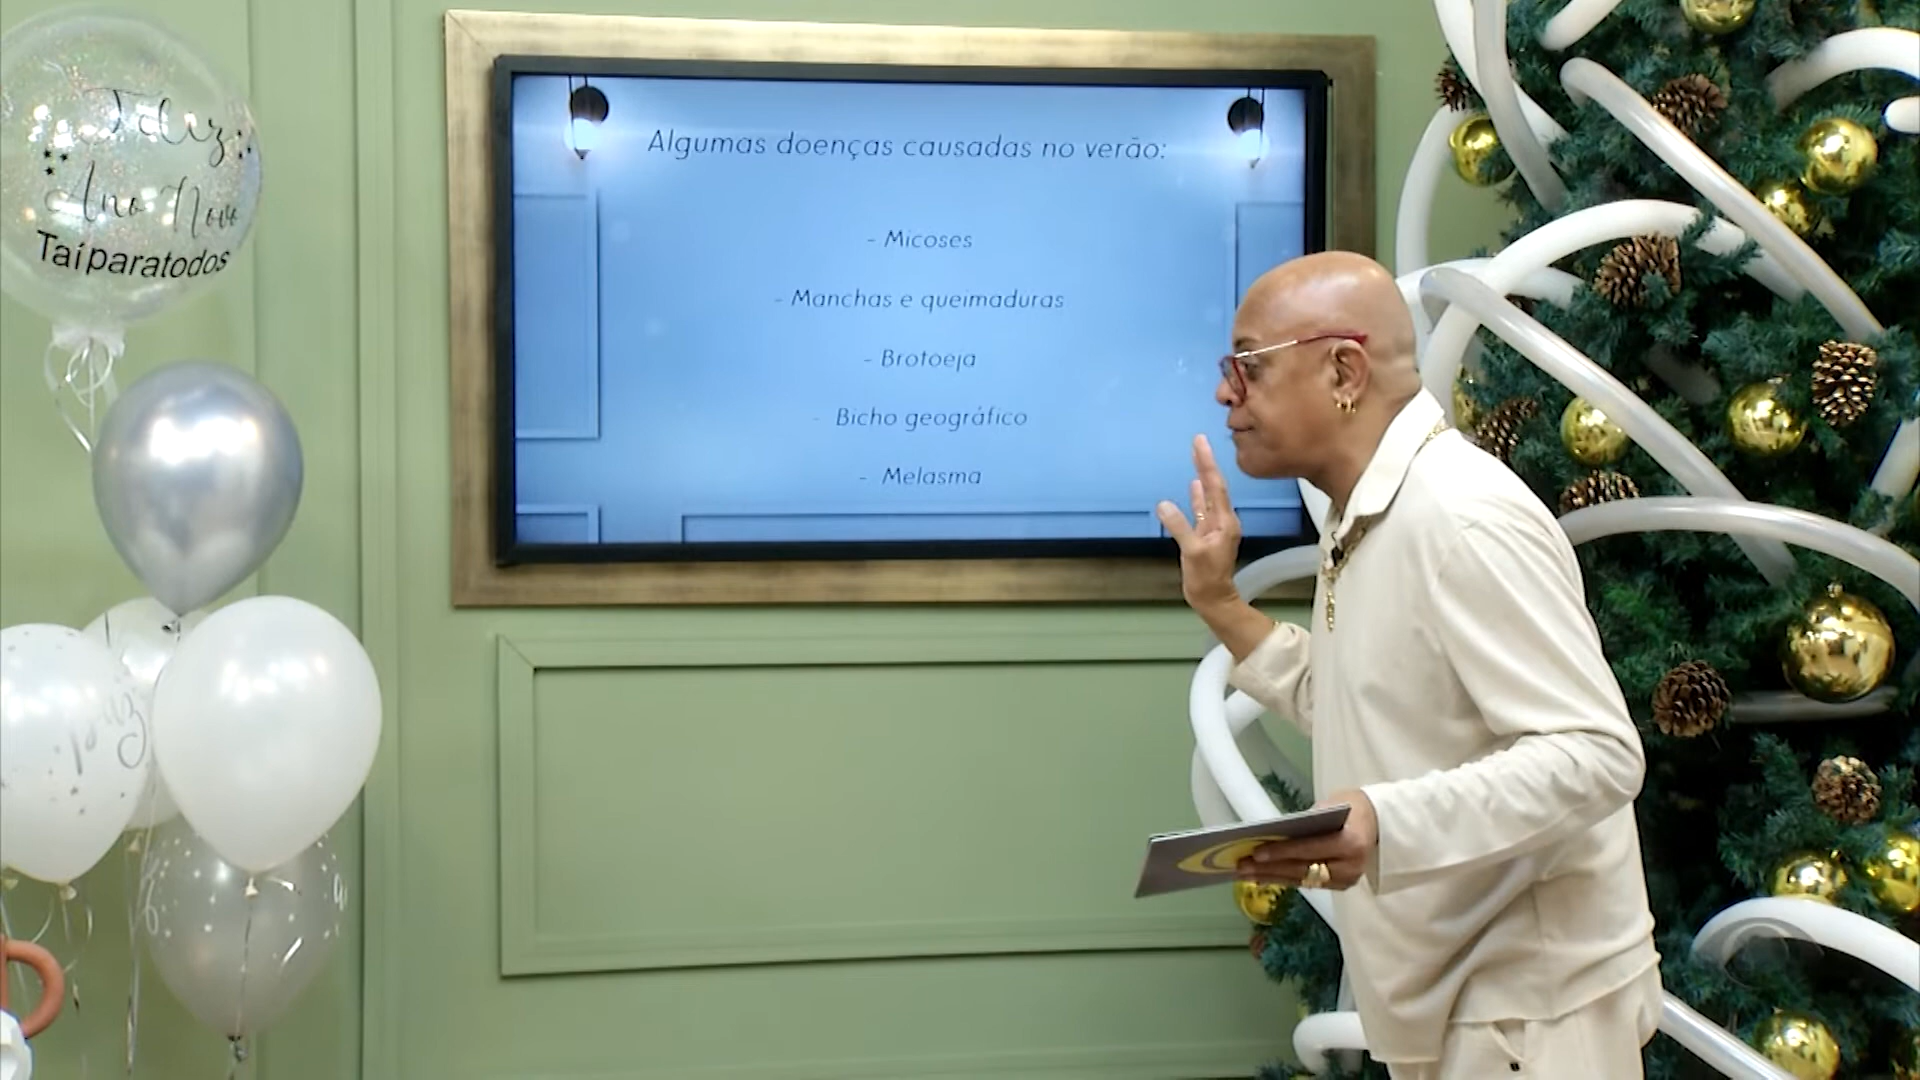 Feliz
Ano Novo
Taíparatodos
Algumas doenças causadas no verão:
- Micoses
- Manchas e queimaduras
- Brotoeja
- Bicho geográfico
- Melasma